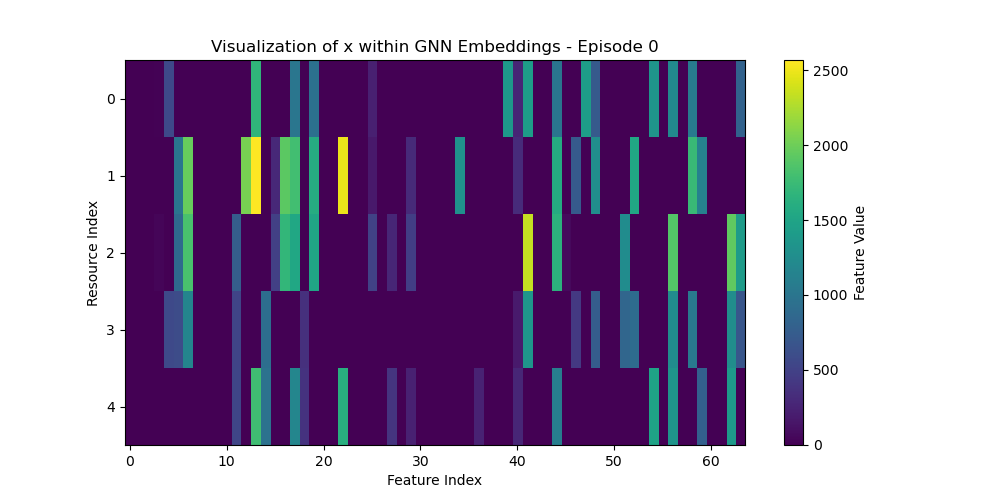 Visualization of x within GNN Embeddings - Episode 0
Resource Index
0
1
2
3
4
0 10 20 30 40 50 60
Feature Index
2500
2000
1500
1000
500
0
Feature Value